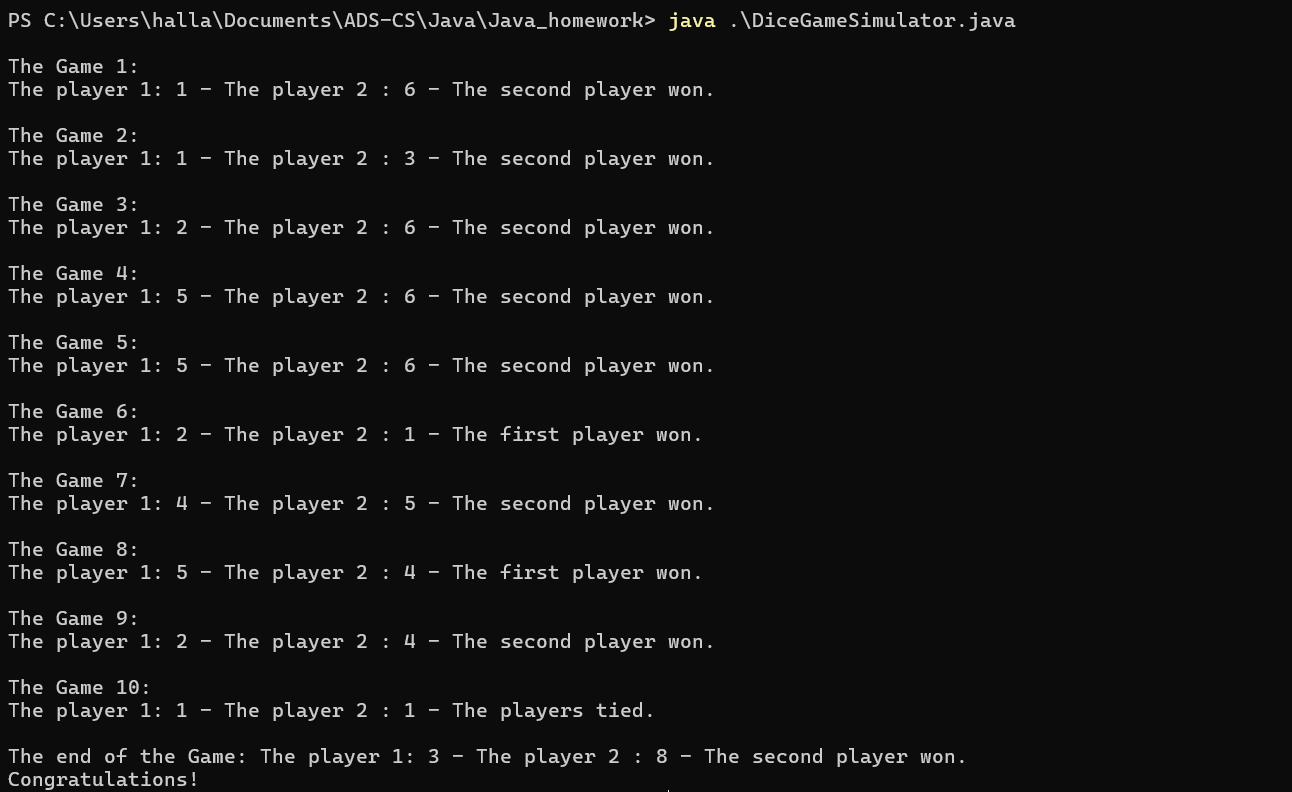 PS C:\Users\halla\Documents\ADS-CS\Java\Java_homework> java .\DiceGameSimulator.java
The Game 1:
The player 1: 1 - The player 2 : 6 - The second player won.
The Game 2:
The player 1: 1 - The player 2 : 3 - The second player won.
The Game 3:
The player 1: 2 - The player 2 : 6 - The second player won.
The Game 4:
The player 1: 5 - The player 2 : 6 - The second player won.
The Game 5:
The player 1: 5 - The player 2 : 6 - The second player won.
The Game 6:
The player 1: 2 - The player 2 : 1 - The first player won.
The Game 7:
The player 1: 4 - The player 2 : 5 - The second player won.
The Game 8:
The player 1: 5 - The player 2 : 4 - The first player won.
The Game 9:
The player 1: 2 - The player 2 : 4 - The second player won.
The Game 10:
The player 1: 1 - The player 2 : 1 - The players tied.
The end of the Game: The player 1: 3 - The player 2 : 8 - The second player won.
Congratulations!